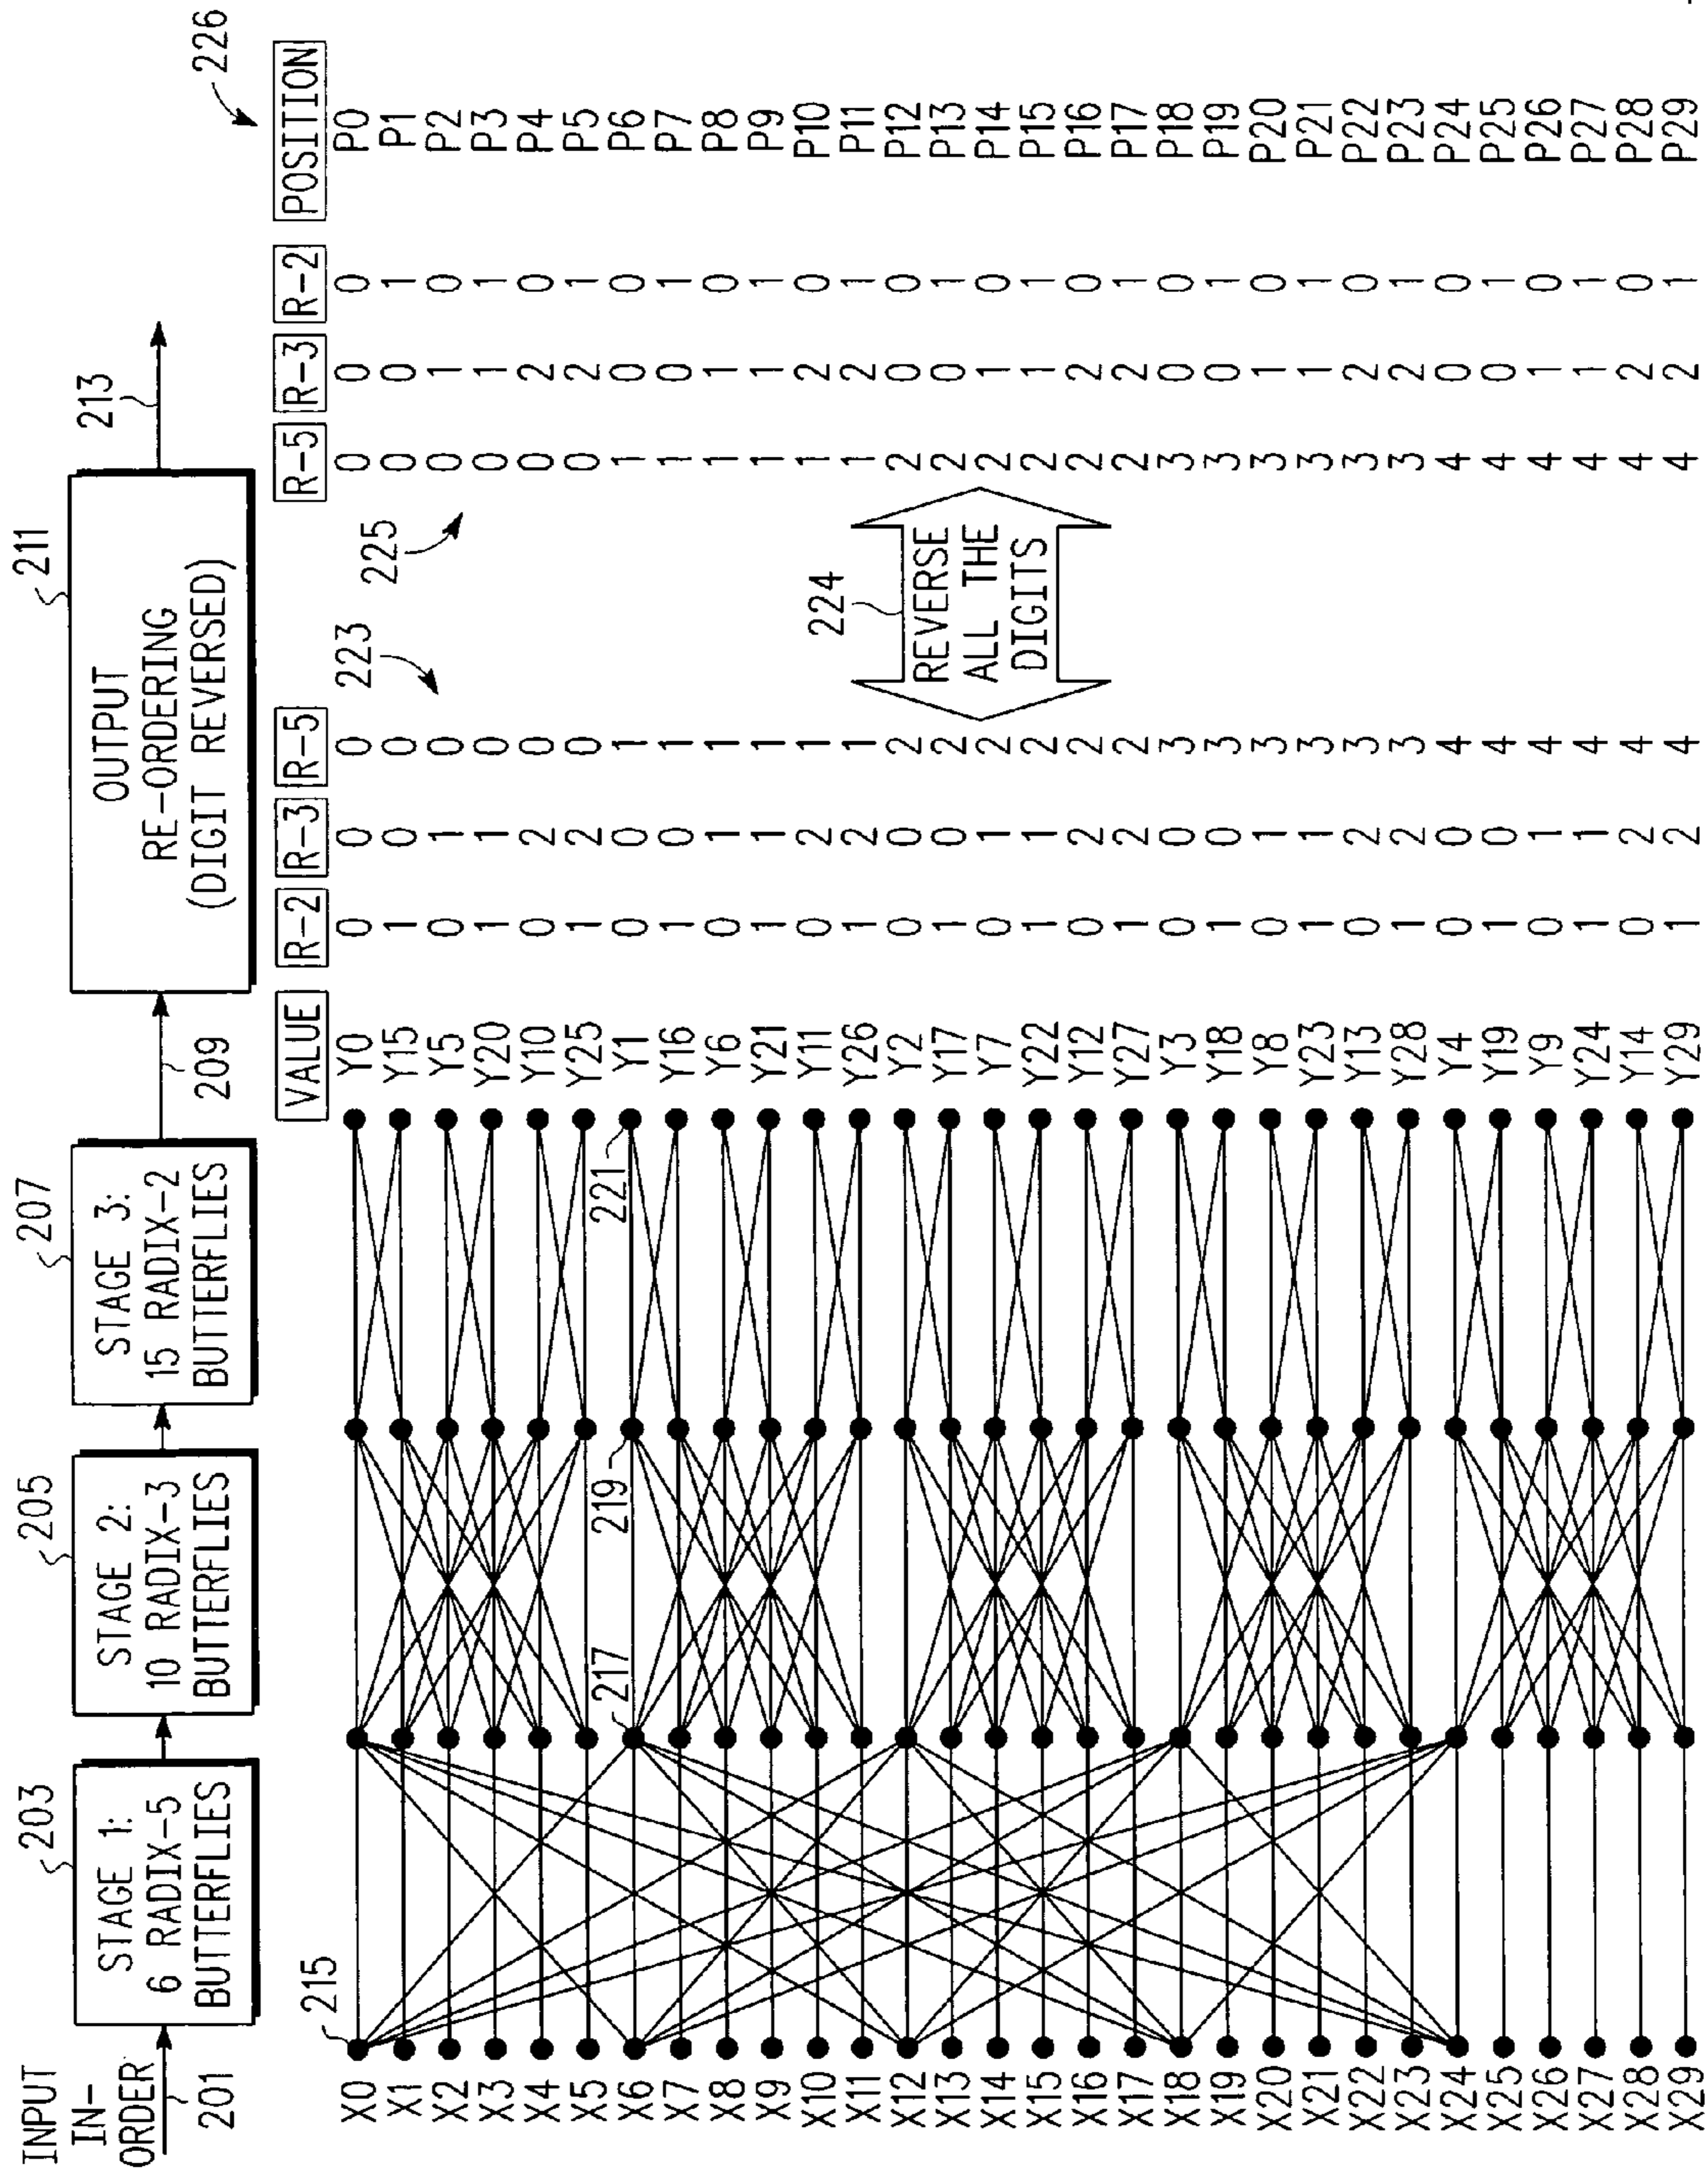 INPUT
IN-
ORDER
201
203
STAGE 1:
6 RADIX-5
BUTTERFLIES
205
STAGE 2:
10 RADIX-3
BUTTERFLIES
207
STAGE 3:
15 RADIX-2
BUTTERFLIES
209
211
OUTPUT
RE-ORDERING
(DIGIT REVERSED)
213
215
217
219
221
223
225
226
VALUE R-2 R-3 R-5 R-5 R-3 R-2 POSITION
X0 Y0 0 0 0 0 0 0 P0
X1 Y15 1 0 0 0 0 1 P1
X2 Y5 0 1 0 0 1 0 P2
X3 Y20 1 1 0 0 1 1 P3
X4 Y10 0 2 0 0 2 0 P4
X5 Y25 1 2 0 0 2 1 P5
X6 Y1 0 0 1 1 0 0 P6
X7 Y16 1 0 1 1 0 1 P7
X8 Y6 0 1 1 1 1 0 P8
X9 Y21 1 1 1 1 1 1 P9
X10 Y11 0 2 1 1 2 0 P10
X11 Y26 1 2 1 1 2 1 P11
X12 Y2 0 0 2 2 0 0 P12
X13 Y17 1 0 2 2 0 1 P13
X14 Y7 0 1 2 2 1 0 P14
X15 Y22 1 1 2 2 1 1 P15
X16 Y12 0 2 2 2 2 0 P16
X17 Y27 1 2 2 2 2 1 P17
X18 Y3 0 0 3 3 0 0 P18
X19 Y18 1 0 3 3 0 1 P19
X20 Y8 0 1 3 3 1 0 P20
X21 Y23 1 1 3 3 1 1 P21
X22 Y13 0 2 3 3 2 0 P22
X23 Y28 1 2 3 3 2 1 P23
X24 Y4 0 0 4 4 0 0 P24
X25 Y19 1 0 4 4 0 1 P25
X26 Y9 0 1 4 4 1 0 P26
X27 Y24 1 1 4 4 1 1 P27
X28 Y14 0 2 4 4 2 0 P28
X29 Y29 1 2 4 4 2 1 P29
224
REVERSE
ALL THE
DIGITS